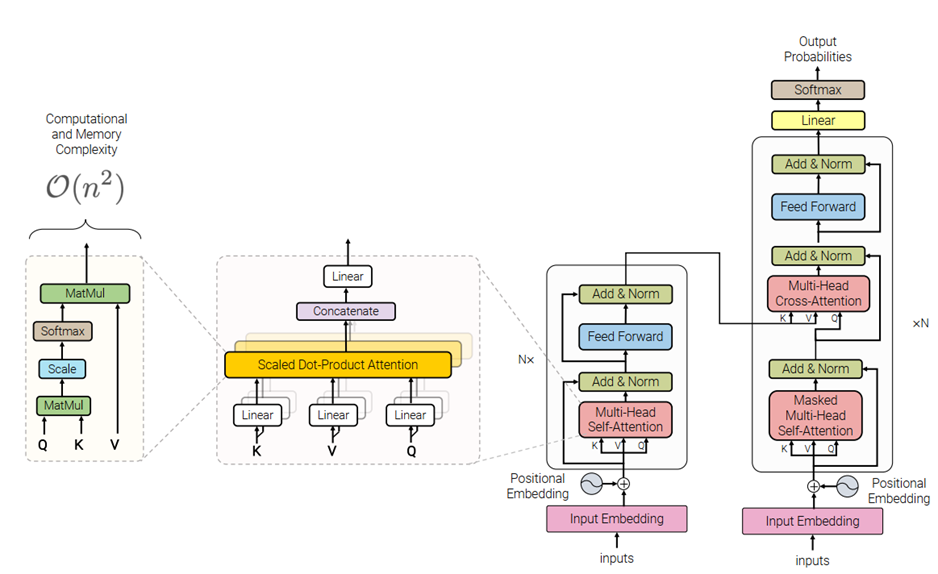 Computational
and Memory
Complexity
O(n²)
MatMul
Softmax
Scale
MatMul
Q K V
Linear
Concatenate
Scaled Dot-Product Attention
Linear Linear Linear
K V Q
N×
Add & Norm
Feed Forward
Add & Norm
Multi-Head
Self-Attention
K V Q
Positional
Embedding
Input Embedding
inputs
Output
Probabilities
Softmax
Linear
Add & Norm
Feed Forward
Add & Norm
Multi-Head
Cross-Attention
K V Q
×N
Add & Norm
Masked
Multi-Head
Self-Attention
K V Q
Positional
Embedding
Input Embedding
inputs